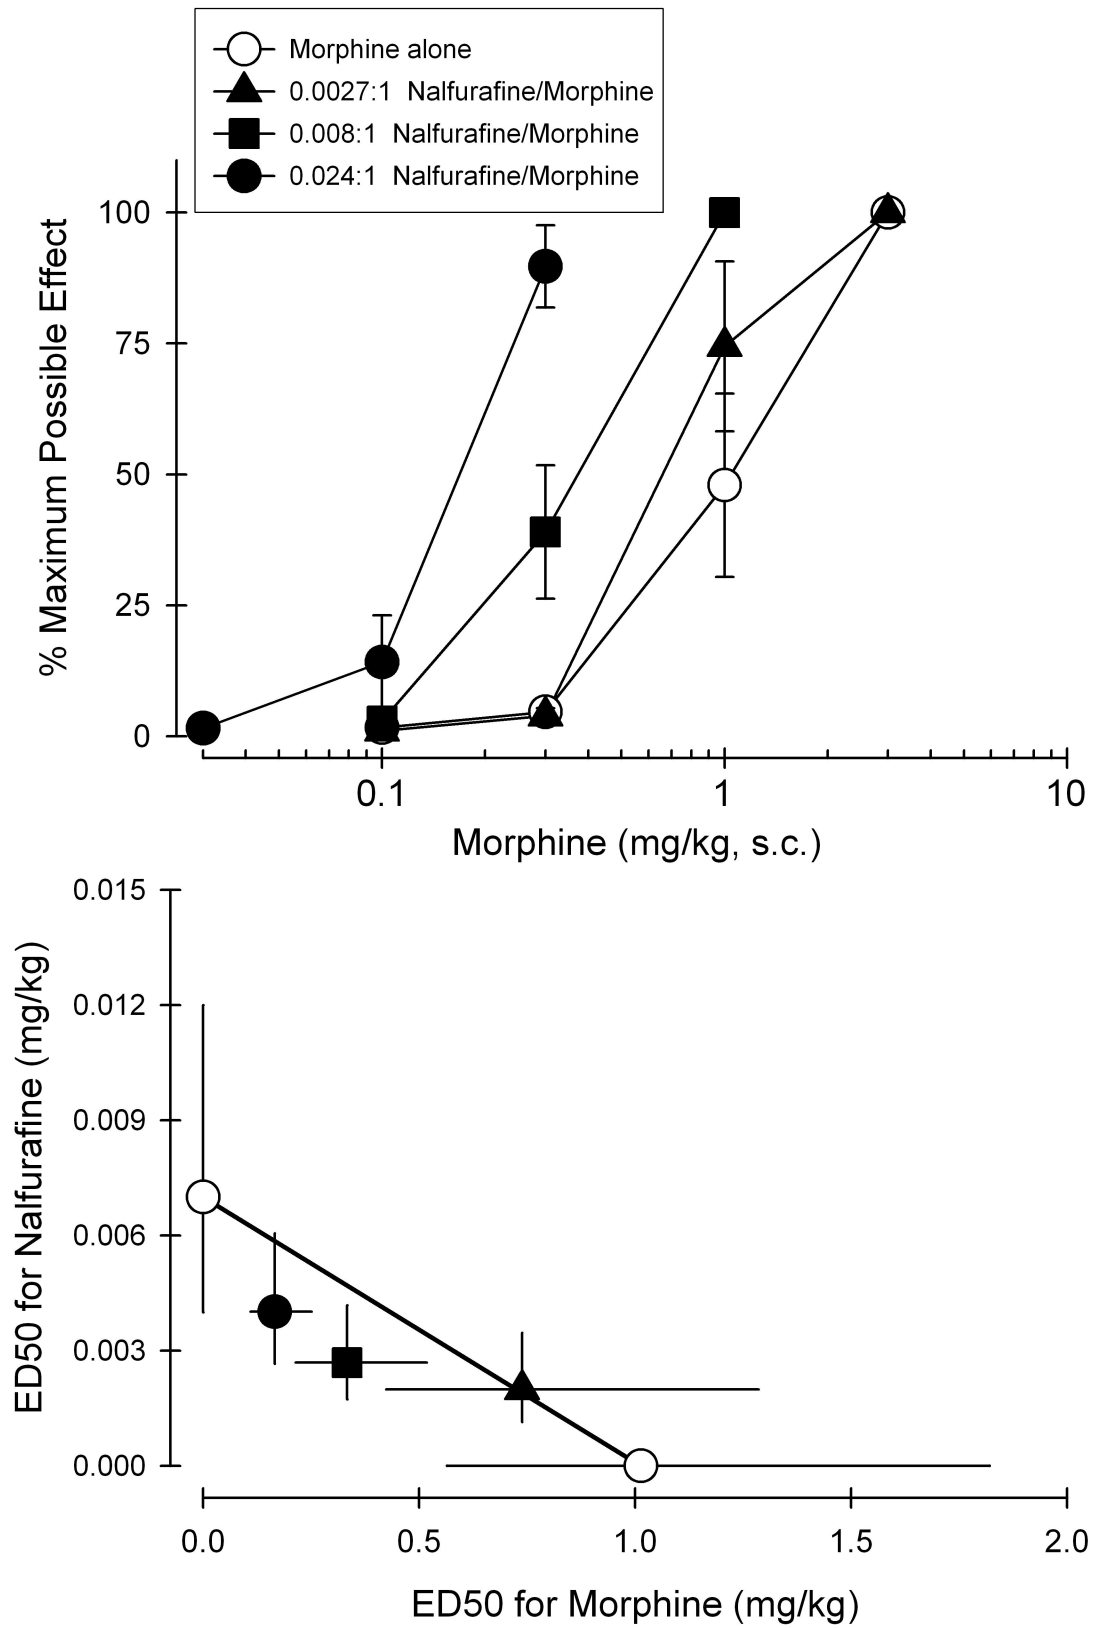 Morphine alone
0.0027:1 Nalfurafine/Morphine
0.008:1 Nalfurafine/Morphine
0.024:1 Nalfurafine/Morphine
% Maximum Possible Effect
100
75
50
25
0
0.1 1 10
Morphine (mg/kg, s.c.)
ED50 for Nalfurafine (mg/kg)
0.015
0.012
0.009
0.006
0.003
0.000
0.0 0.5 1.0 1.5 2.0
ED50 for Morphine (mg/kg)